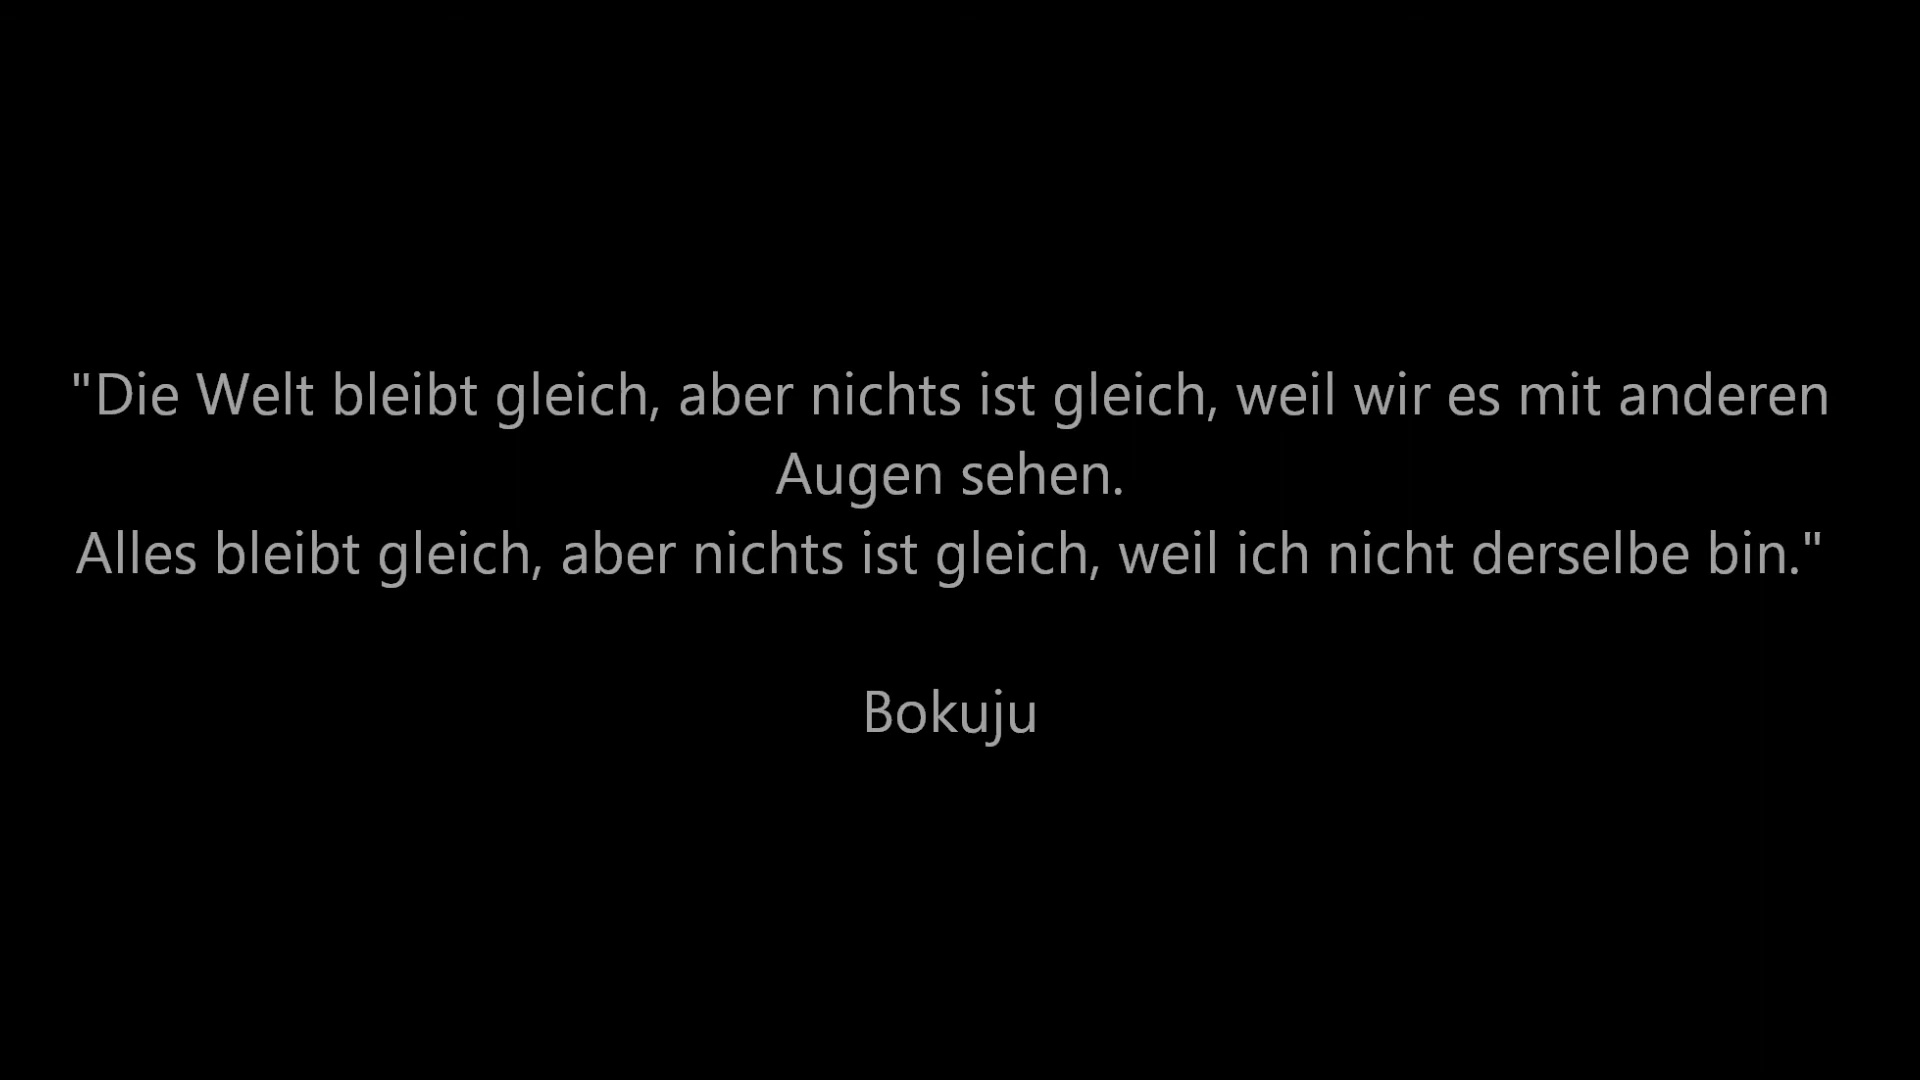 "Die Welt bleibt gleich, aber nichts ist gleich, weil wir es mit anderen
Augen sehen.
Alles bleibt gleich, aber nichts ist gleich, weil ich nicht derselbe bin."
Bokuju